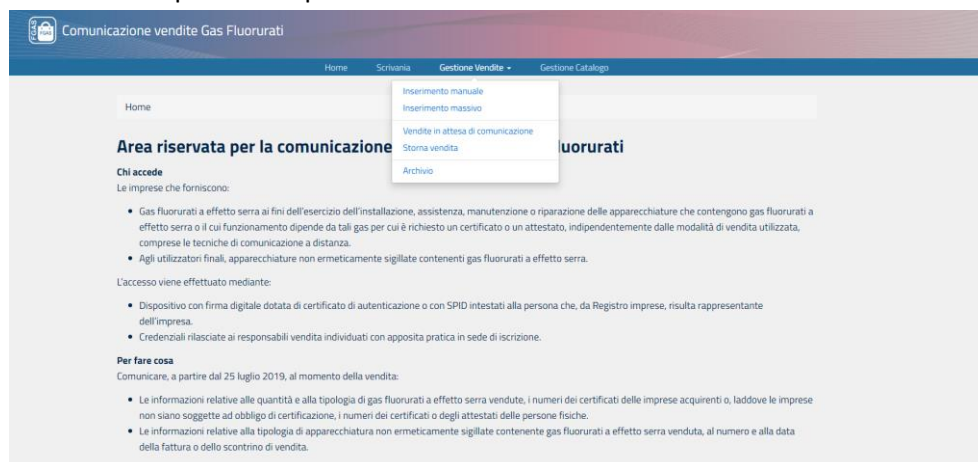 FGAS
FGAS
Comunicazione vendite Gas Fluorurati
Home Scrivania Gestione Vendite Gestione Catalogo
Inserimento manuale
Inserimento massivo
Vendite in attesa di comunicazione
Storna vendita
Archivio
Home
Area riservata per la comunicazione luorurati
Chi accede
Le imprese che forniscono:
• Gas fluorurati a effetto serra ai fini dell'esercizio dell'installazione, assistenza, manutenzione o riparazione delle apparecchiature che contengono gas fluorurati a
effetto serra o il cui funzionamento dipende da tali gas per cui è richiesto un certificato o un attestato, indipendentemente dalle modalità di vendita utilizzata,
comprese le tecniche di comunicazione a distanza.
• Agli utilizzatori finali, apparecchiature non ermeticamente sigillate contenenti gas fluorurati a effetto serra.
L'accesso viene effettuato mediante:
• Dispositivo con firma digitale dotata di certificato di autenticazione o con SPID intestati alla persona che, da Registro imprese, risulta rappresentante
dell'impresa.
• Credenziali rilasciate ai responsabili vendita individuati con apposita pratica in sede di iscrizione.
Per fare cosa
Comunicare, a partire dal 25 luglio 2019, al momento della vendita:
• Le informazioni relative alle quantità e alla tipologia di gas fluorurati a effetto serra vendute, i numeri dei certificati delle imprese acquirenti o, laddove le imprese
non siano soggette ad obbligo di certificazione, i numeri dei certificati o degli attestati delle persone fisiche.
• Le informazioni relative alla tipologia di apparecchiatura non ermeticamente sigillate contenente gas fluorurati a effetto serra venduta, al numero e alla data
della fattura o dello scontrino di vendita.